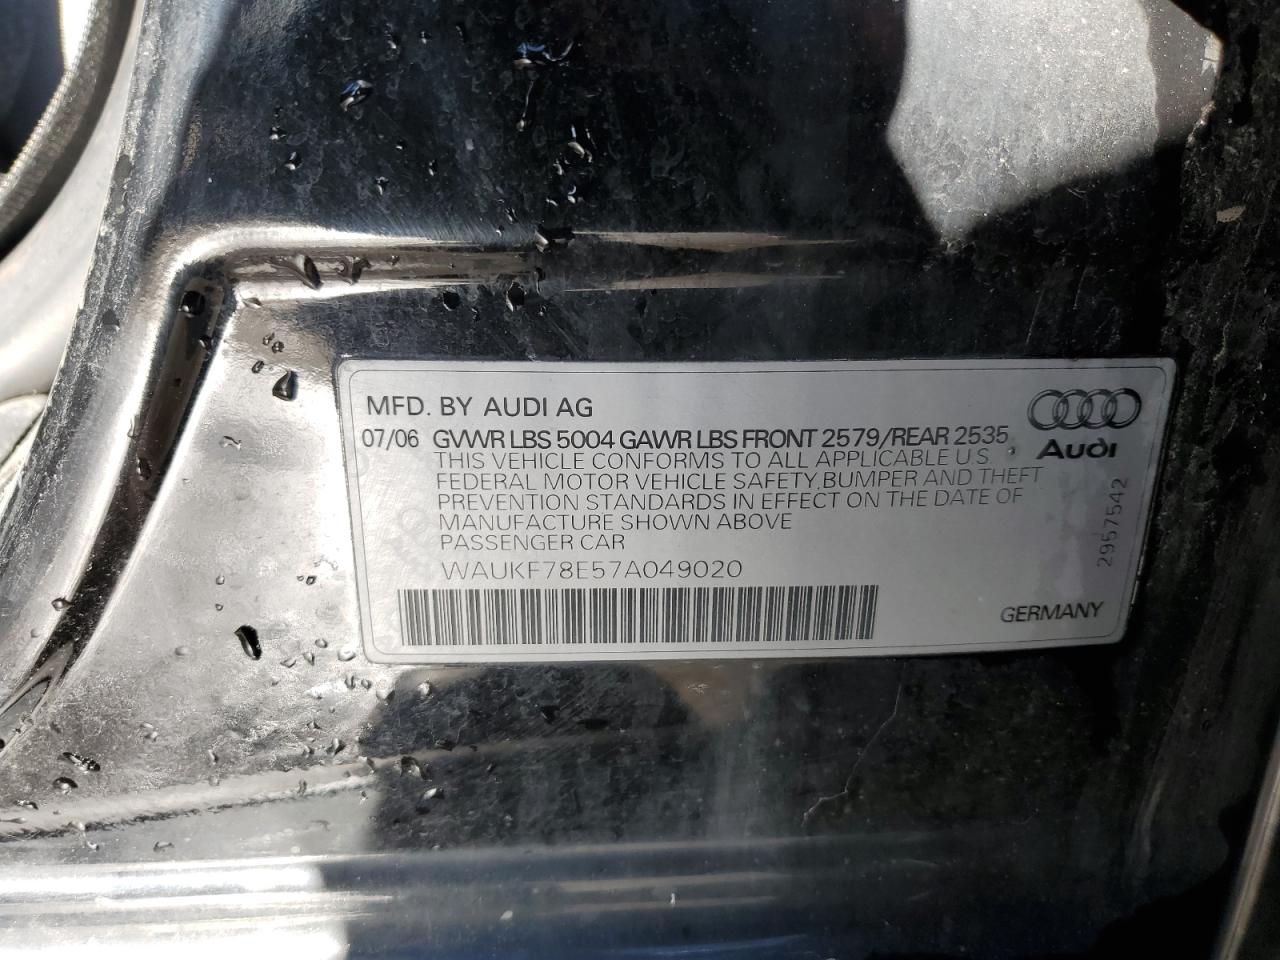 MFD. BY AUDI AG
07/06 GVWR LBS 5004 GAWR LBS FRONT 2579/REAR 2535
THIS VEHICLE CONFORMS TO ALL APPLICABLE U S
FEDERAL MOTOR VEHICLE SAFETY, BUMPER AND THEFT
PREVENTION STANDARDS IN EFFECT ON THE DATE OF
MANUFACTURE SHOWN ABOVE
PASSENGER CAR
WAUKF78E57A049020
Audi
2957542
GERMANY